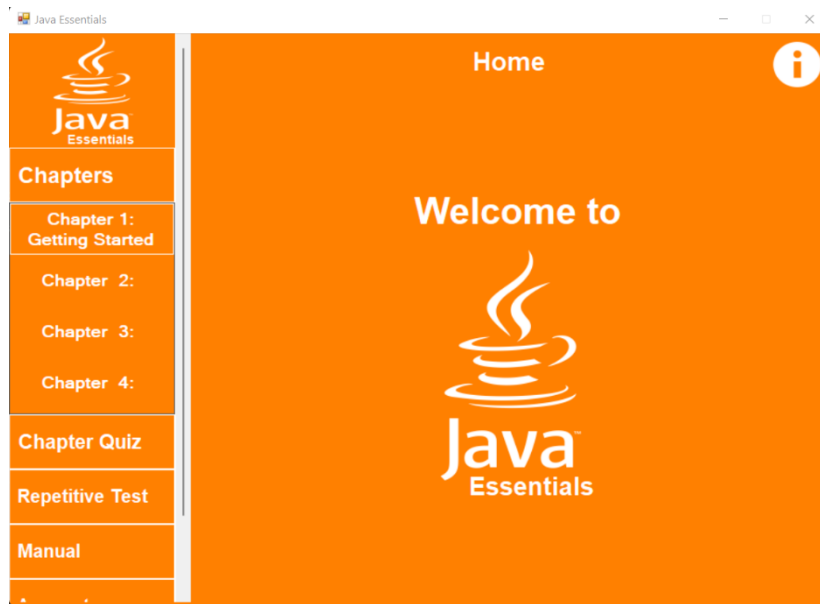 Java Essentials
Java
Essentials
Chapters
Chapter 1:
Getting Started
Chapter 2:
Chapter 3:
Chapter 4:
Chapter Quiz
Repetitive Test
Manual
Home
i
Welcome to
Java™
Essentials